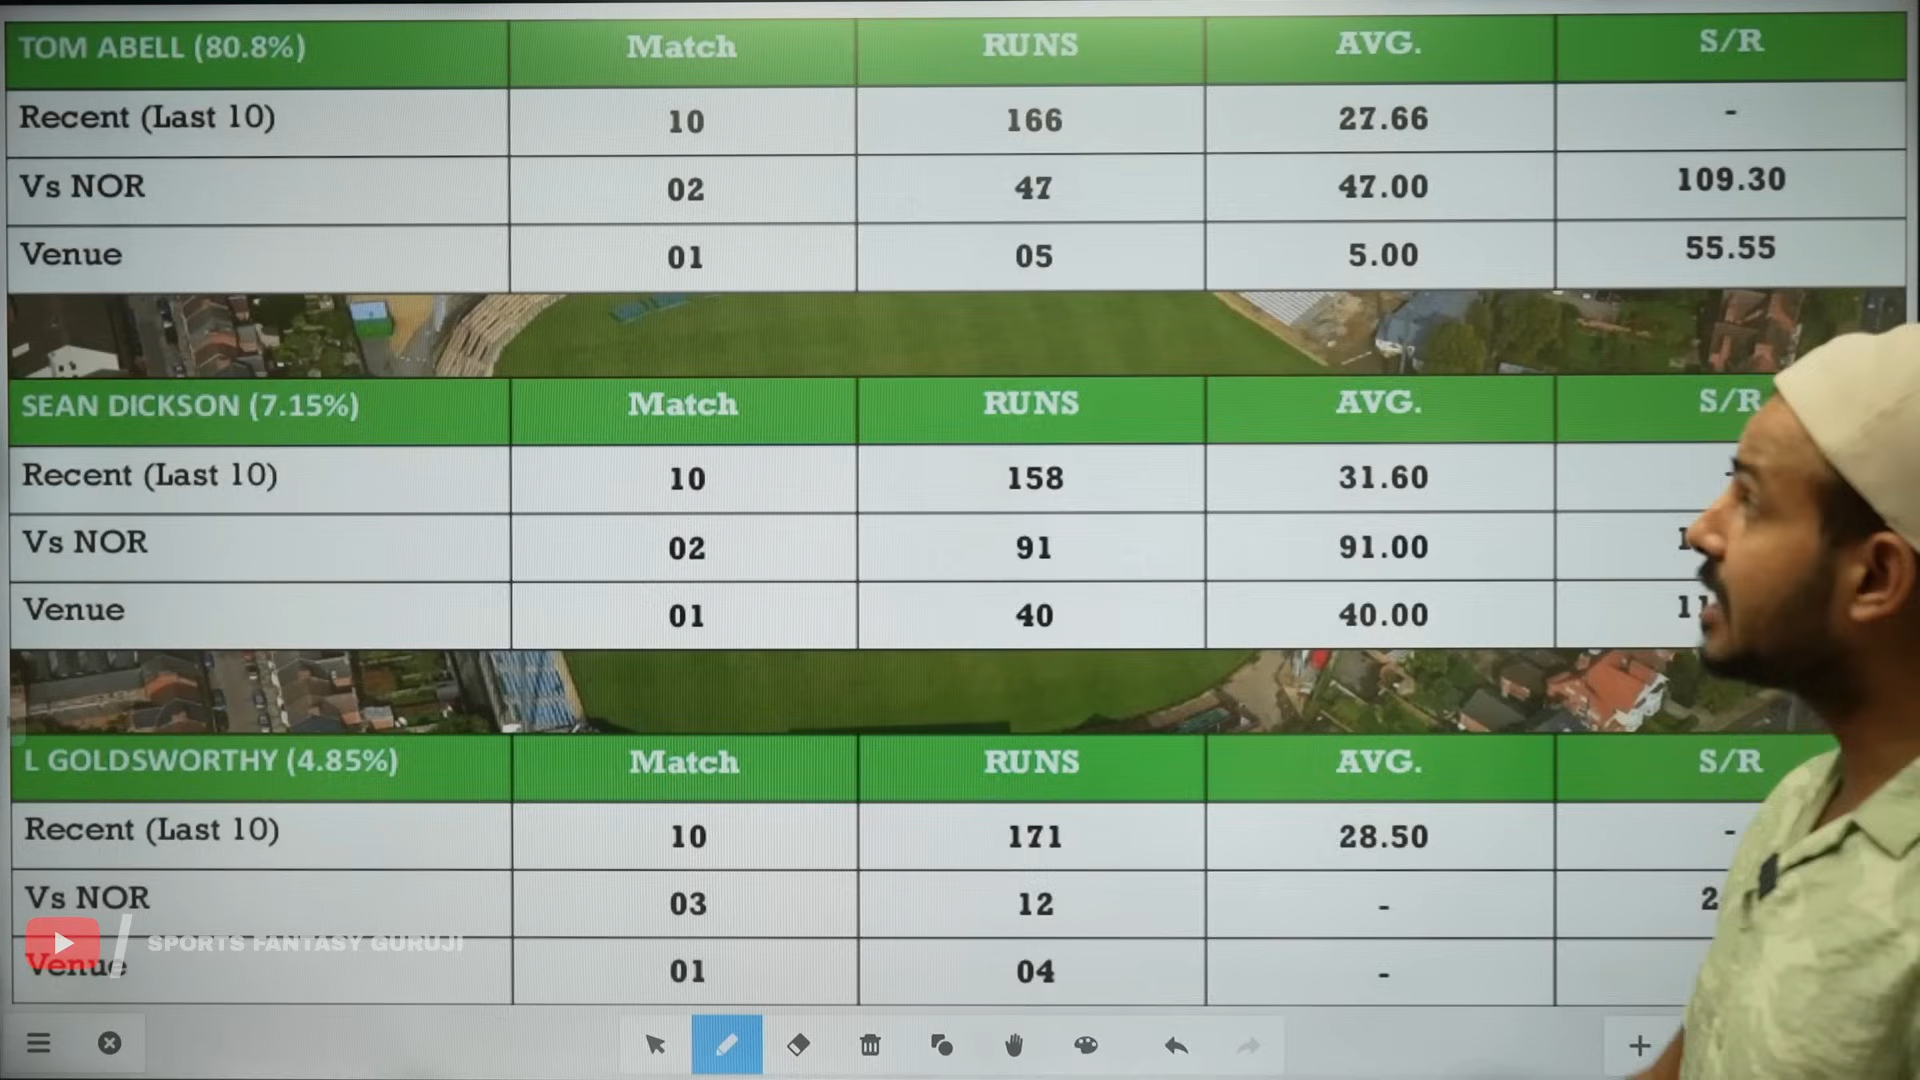 TOM ABELL (80.8%) Match RUNS AVG. S/R
Recent (Last 10) 10 166 27.66 -
Vs NOR 02 47 47.00 109.30
Venue 01 05 5.00 55.55
SEAN DICKSON (7.15%) Match RUNS AVG. S/R
Recent (Last 10) 10 158 31.60 -
Vs NOR 02 91 91.00
Venue 01 40 40.00
L GOLDSWORTHY (4.85%) Match RUNS AVG. S/R
Recent (Last 10) 10 171 28.50 -
Vs NOR 03 12 -
SPORTS FANTASY GURUJI
Venue 01 04 -